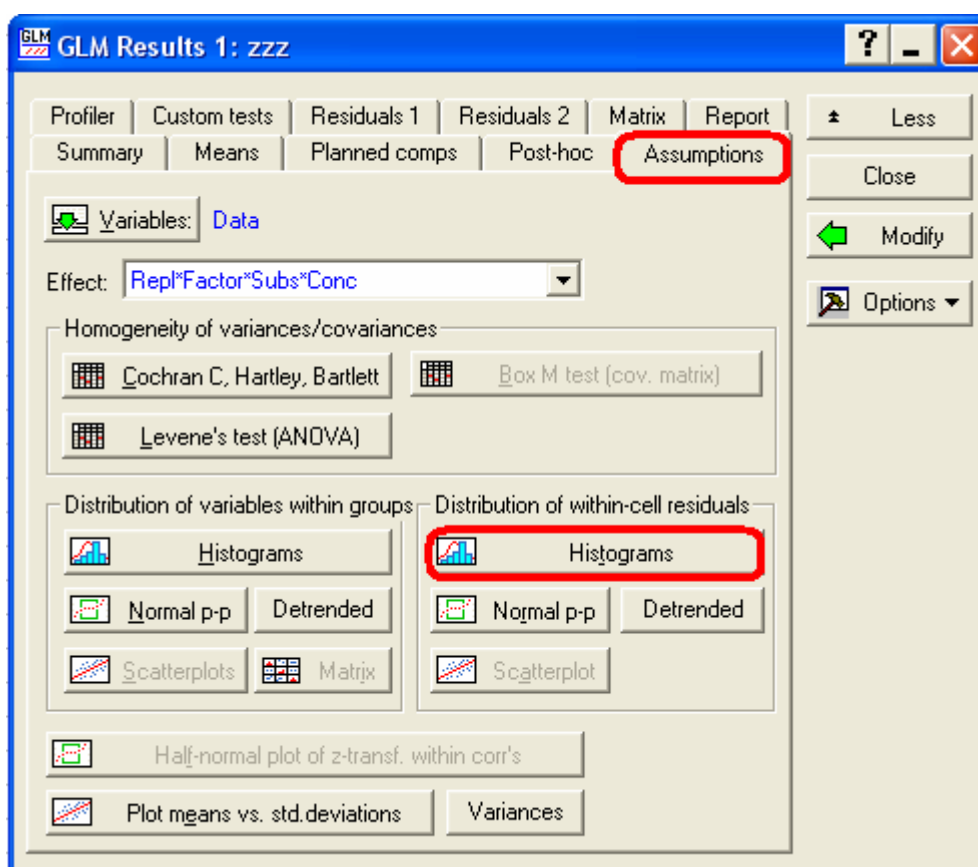 GLM GLM Results 1: zzz ?
Profiler Custom tests Residuals 1 Residuals 2 Matrix Report
Summary Means Planned comps Post-hoc Assumptions
Less
Close
Modify
Options
Variables: Data
Effect: Repl*Factor*Subs*Conc
Homogeneity of variances/covariances
Cochran C, Hartley, Bartlett Box M test (cov. matrix)
Levene's test (ANOVA)
Distribution of variables within groups
Histograms
Normal p-p Detrended
Scatterplots Matrix
Distribution of within-cell residuals
Histograms
Normal p-p Detrended
Scatterplot
Half-normal plot of z-transf. within corr's
Plot means vs. std.deviations Variances